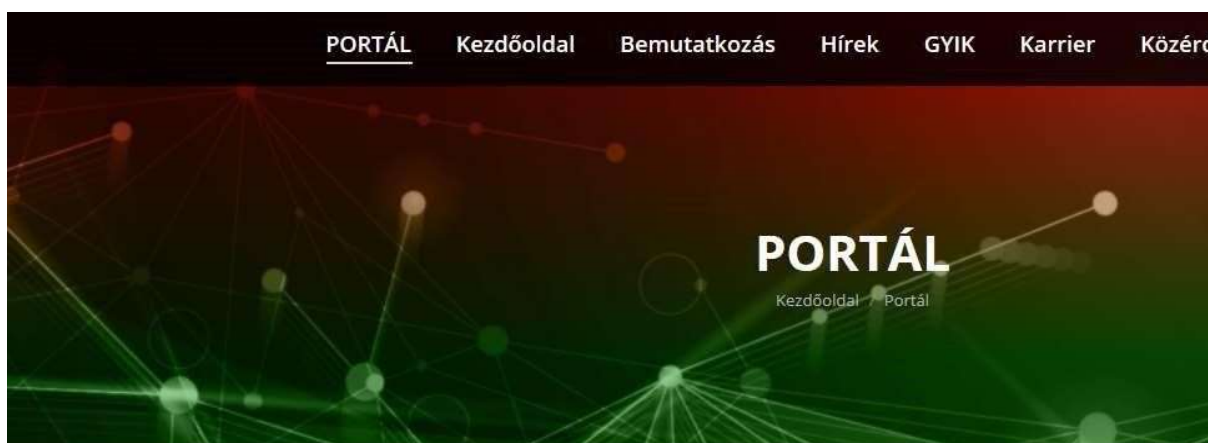 PORTÁL Kezdőoldal Bemutatkozás Hírek GYIK Karrier
PORTÁL
Kezdőoldal / Portál